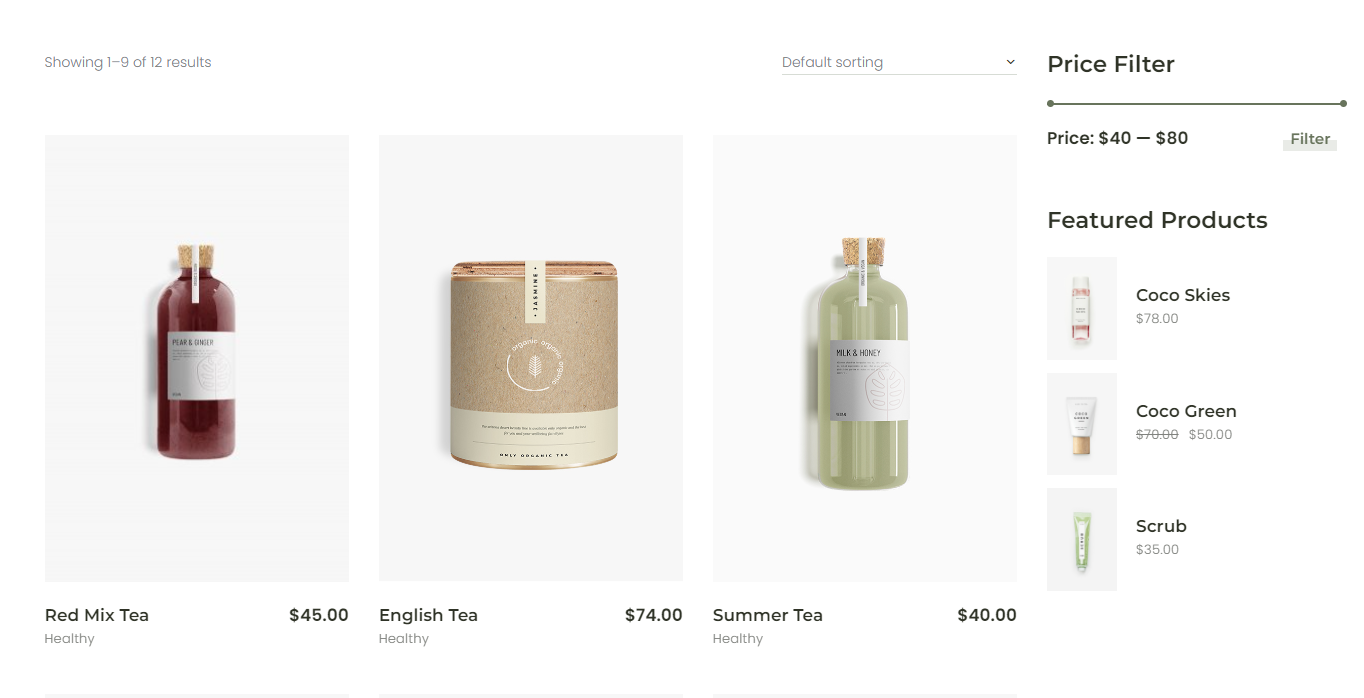 Showing 1–9 of 12 results
Default sorting
PEAR & GINGER
VEGAN
• JASMINE •
organic organic organic
ONLY ORGANIC TEA
MILK & HONEY
VEGAN
Red Mix Tea
$45.00
Healthy
English Tea
$74.00
Healthy
Summer Tea
$40.00
Healthy
Price Filter
Price: $40 — $80
Filter
Featured Products
Coco Skies
$78.00
Coco Green
$70.00 $50.00
Scrub
$35.00